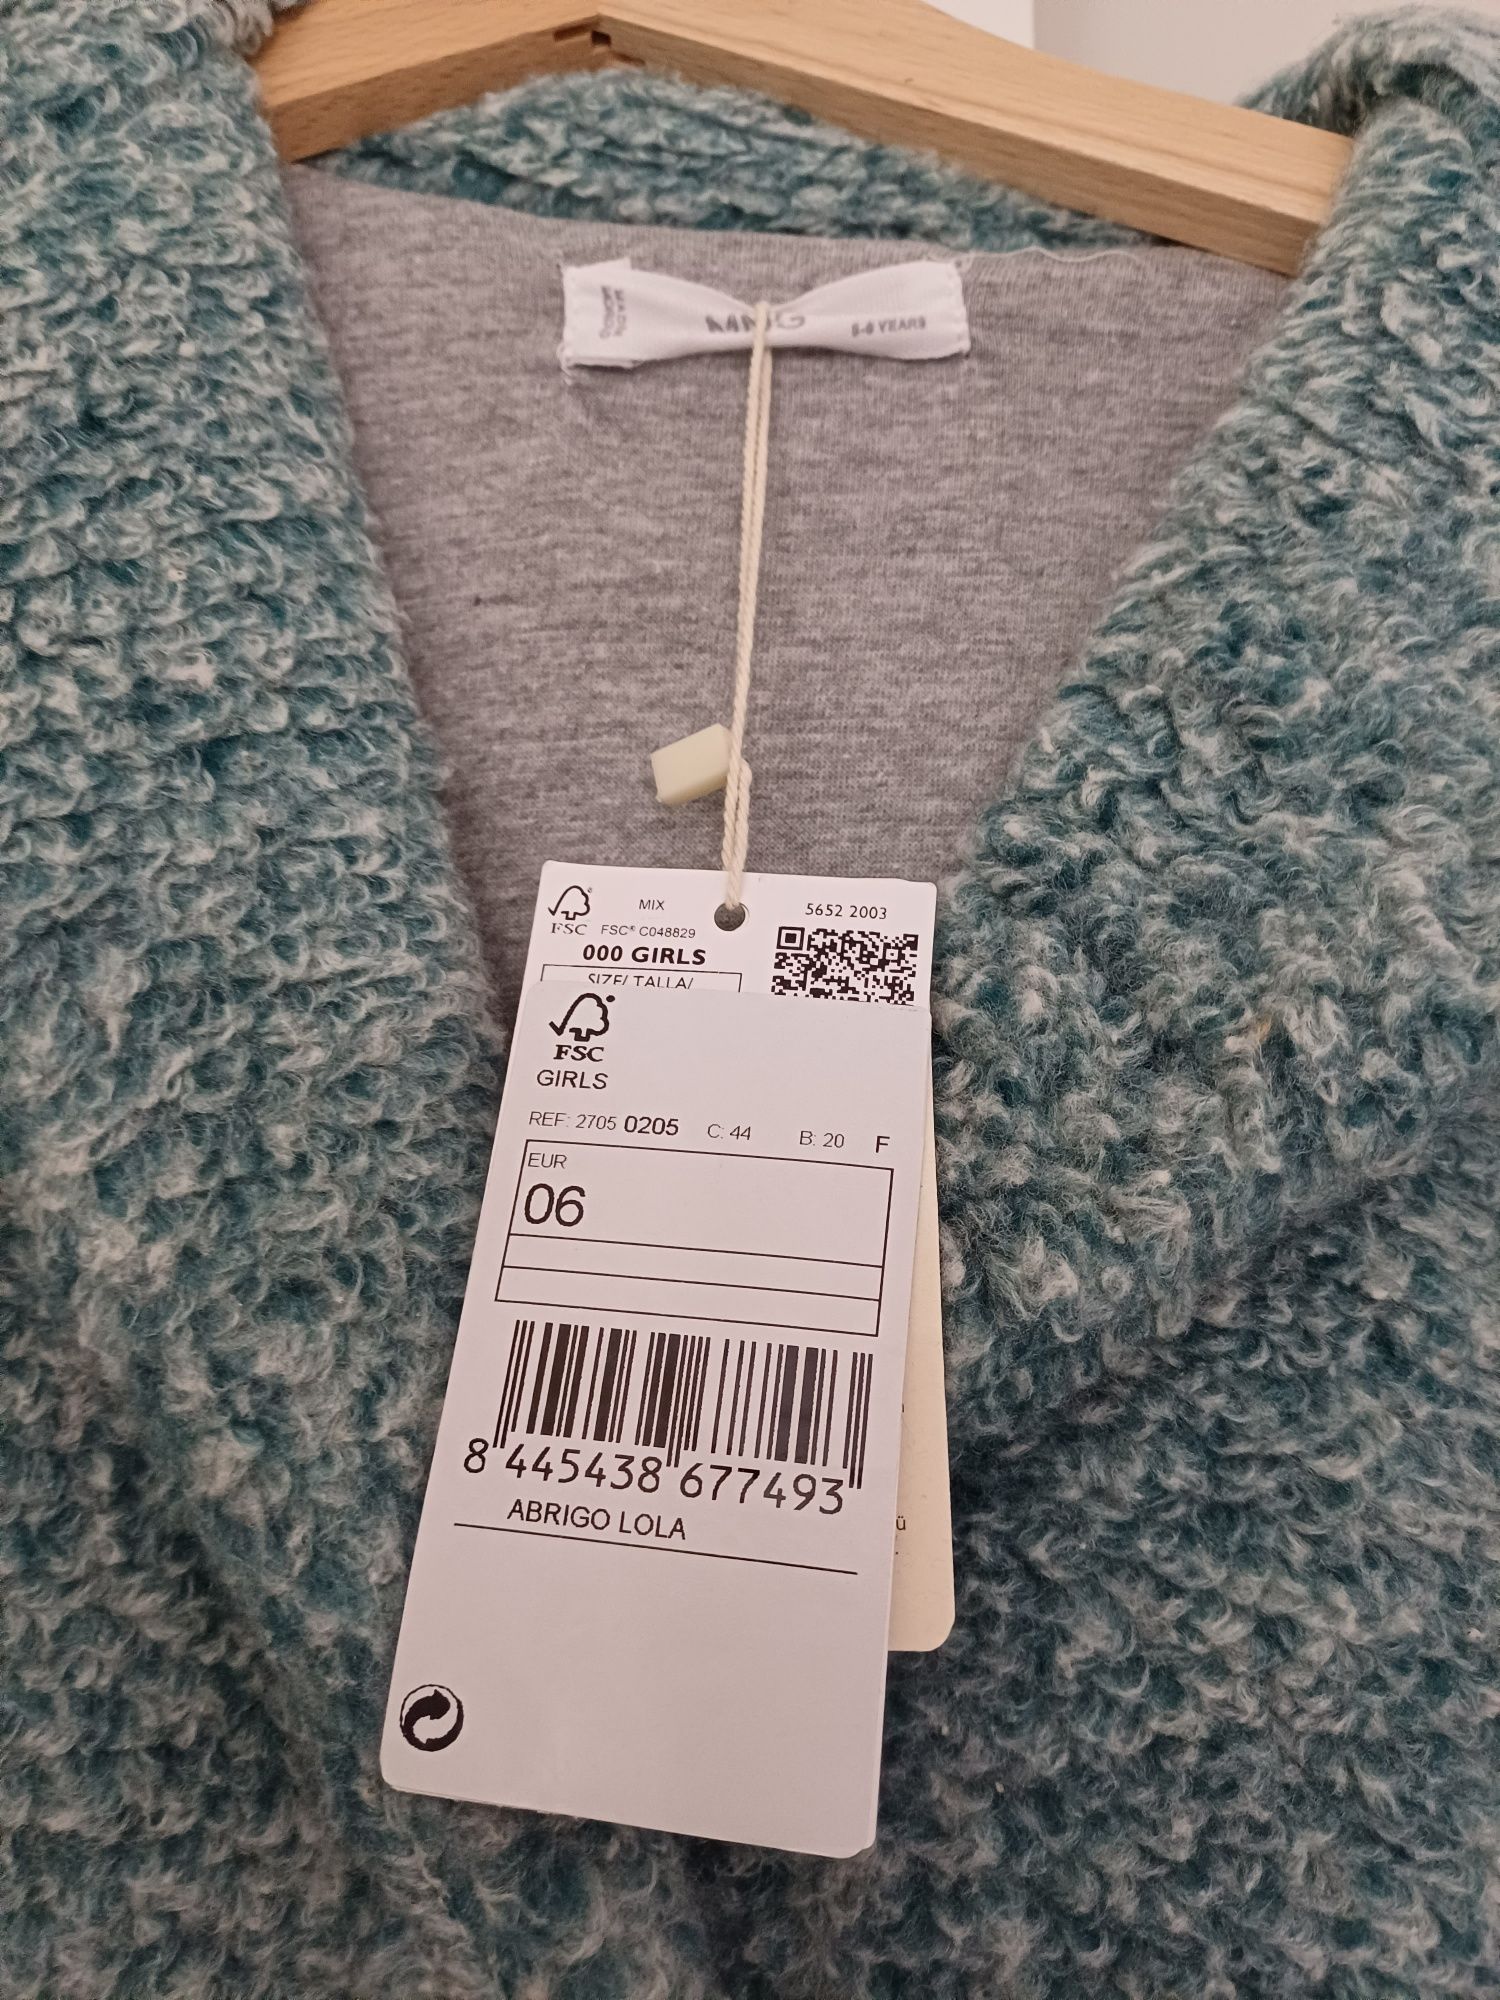 MNG
5-6 YEARS
MIX
FSC® C048829
FSC
000 GIRLS
SIZE/ TALLA/
5652 2003
FSC
GIRLS
REF: 2705 0205 C: 44 B: 20 F
EUR
06
8 445438 677493
ABRIGO LOLA
ü